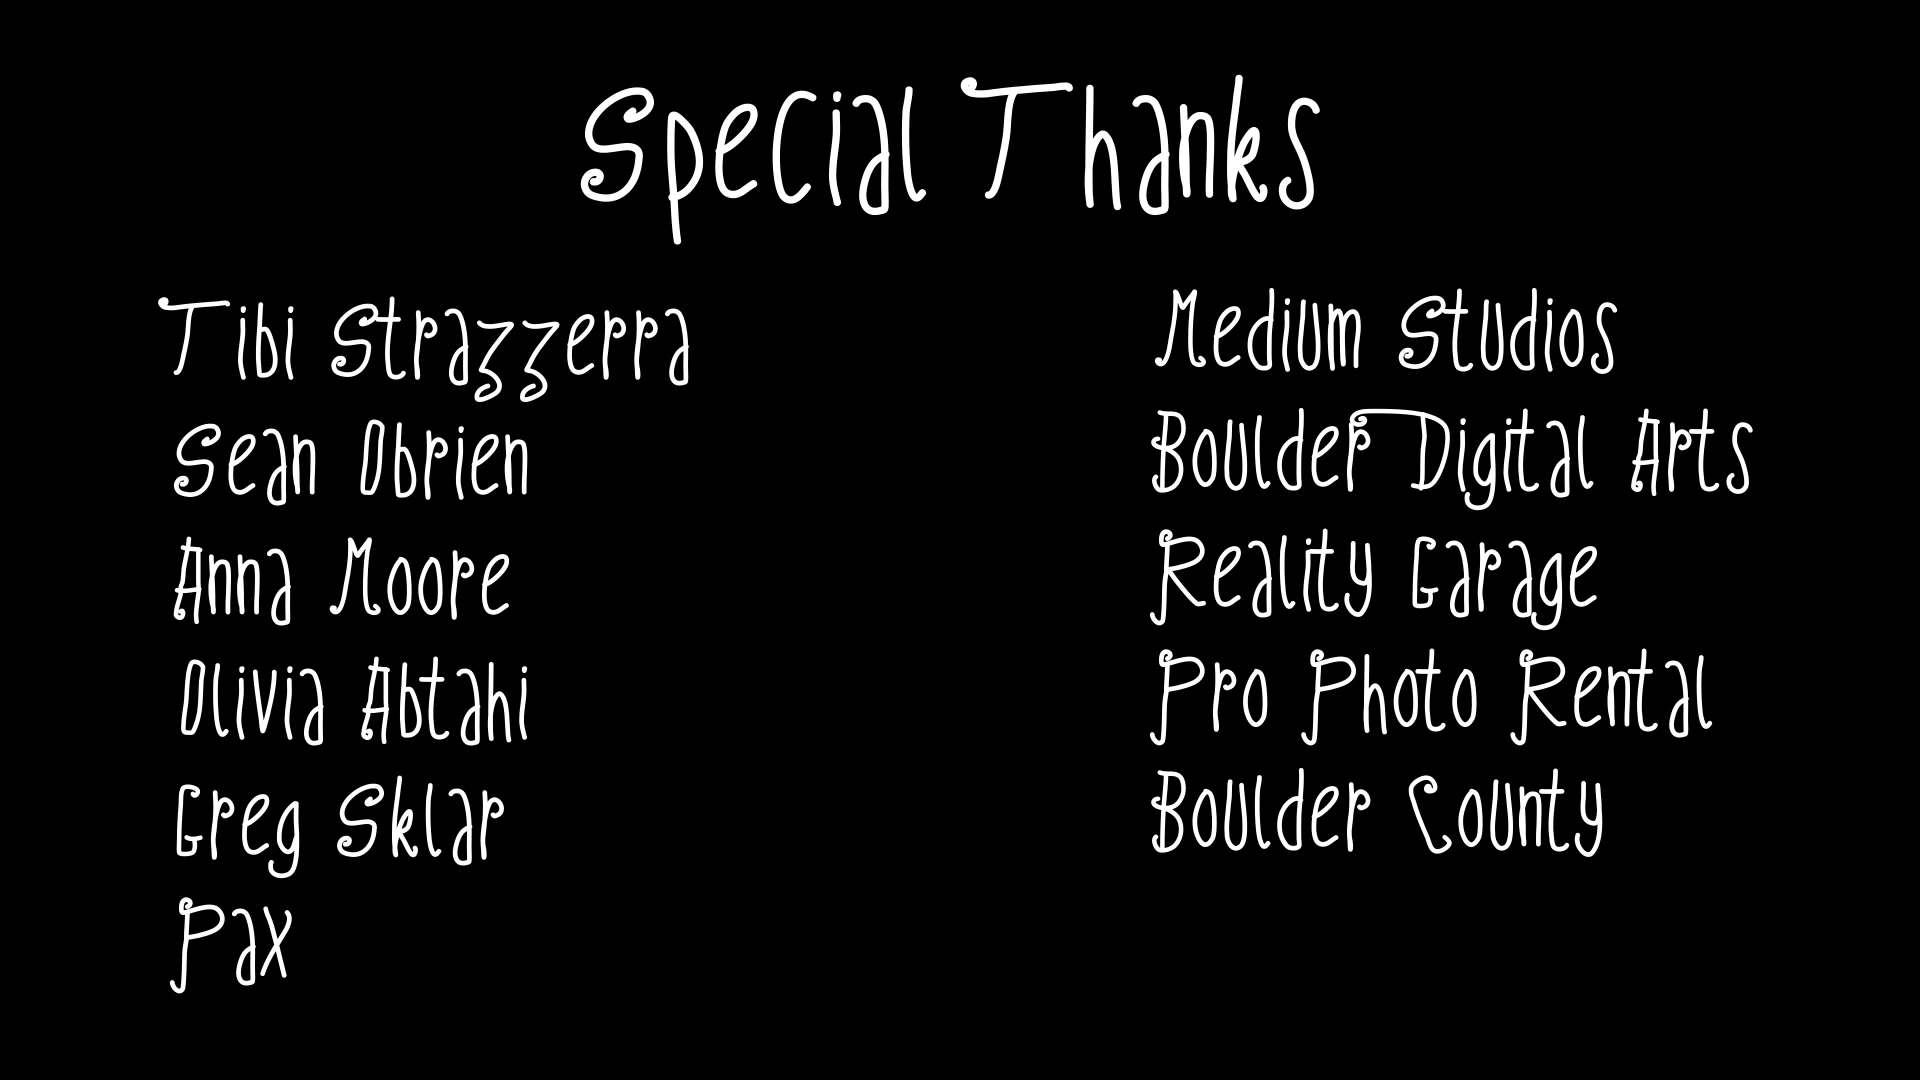 Special Thanks
Tibi Strazzerra
Sean Obrien
Anna Moore
Olivia Abtahi
Greg Sklar
Pax
Medium Studios
Boulder Digital Arts
Reality Garage
Pro Photo Rental
Boulder County